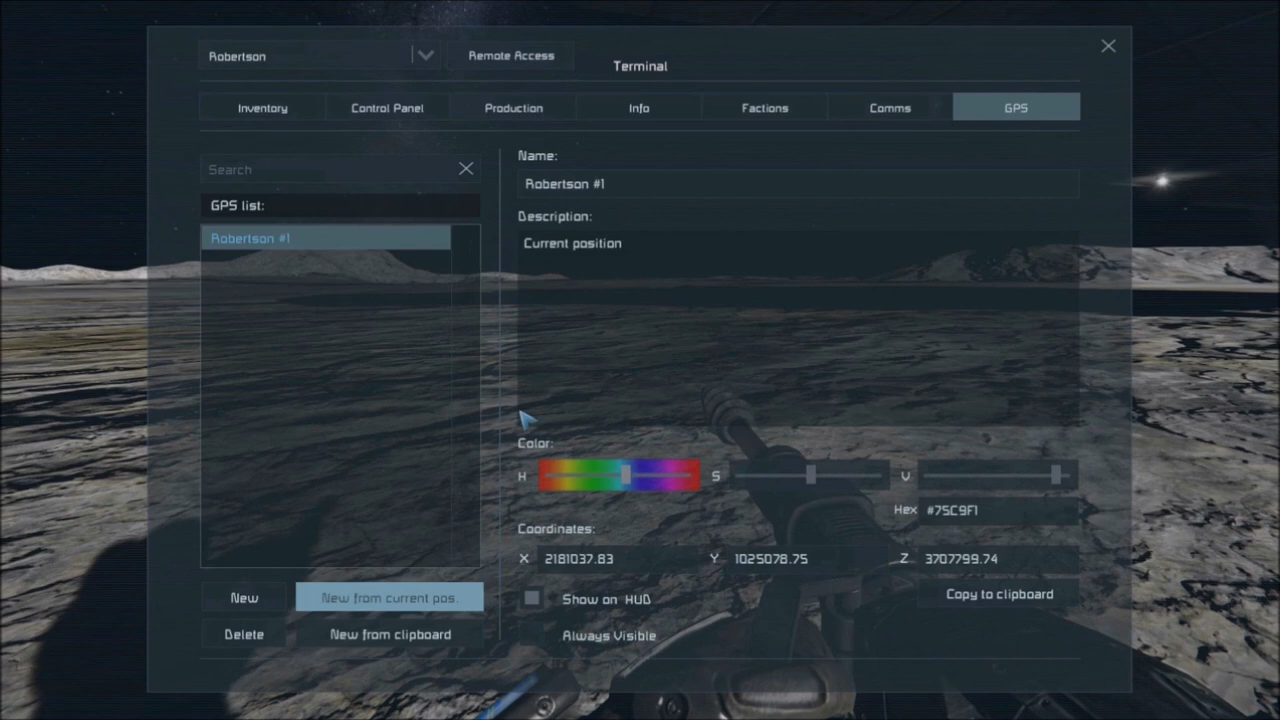 Robertson
Remote Access
Terminal
Inventory
Control Panel
Production
Info
Factions
Comms
GPS
Search
GPS list:
Robertson #1
New
New from current pos.
Delete
New from clipboard
Name:
Robertson #1
Description:
Current position
Color:
H
S
V
Hex #75C9F1
Coordinates:
X 2181037.83
Y 1025078.75
Z 3707799.74
Show on HUD
Copy to clipboard
Always Visible